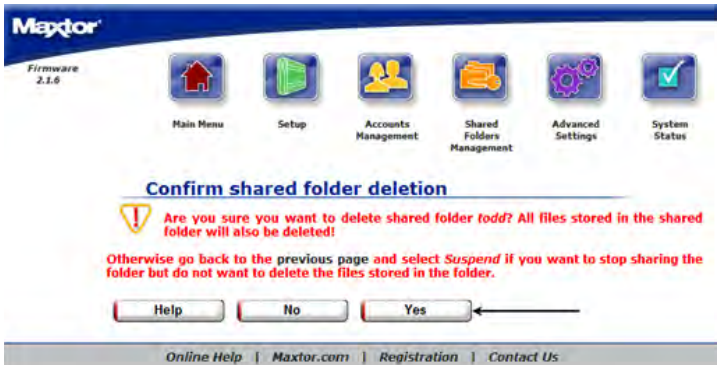 Maxtor
Firmware
2.1.6
Main Menu
Setup
Accounts
Management
Shared
Folders
Management
Advanced
Settings
System
Status
Confirm shared folder deletion
Are you sure you want to delete shared folder todd? All files stored in the shared
folder will also be deleted!
Otherwise go back to the previous page and select Suspend if you want to stop sharing the
folder but do not want to delete the files stored in the folder.
Help
No
Yes
Online Help | Maxtor.com | Registration | Contact Us